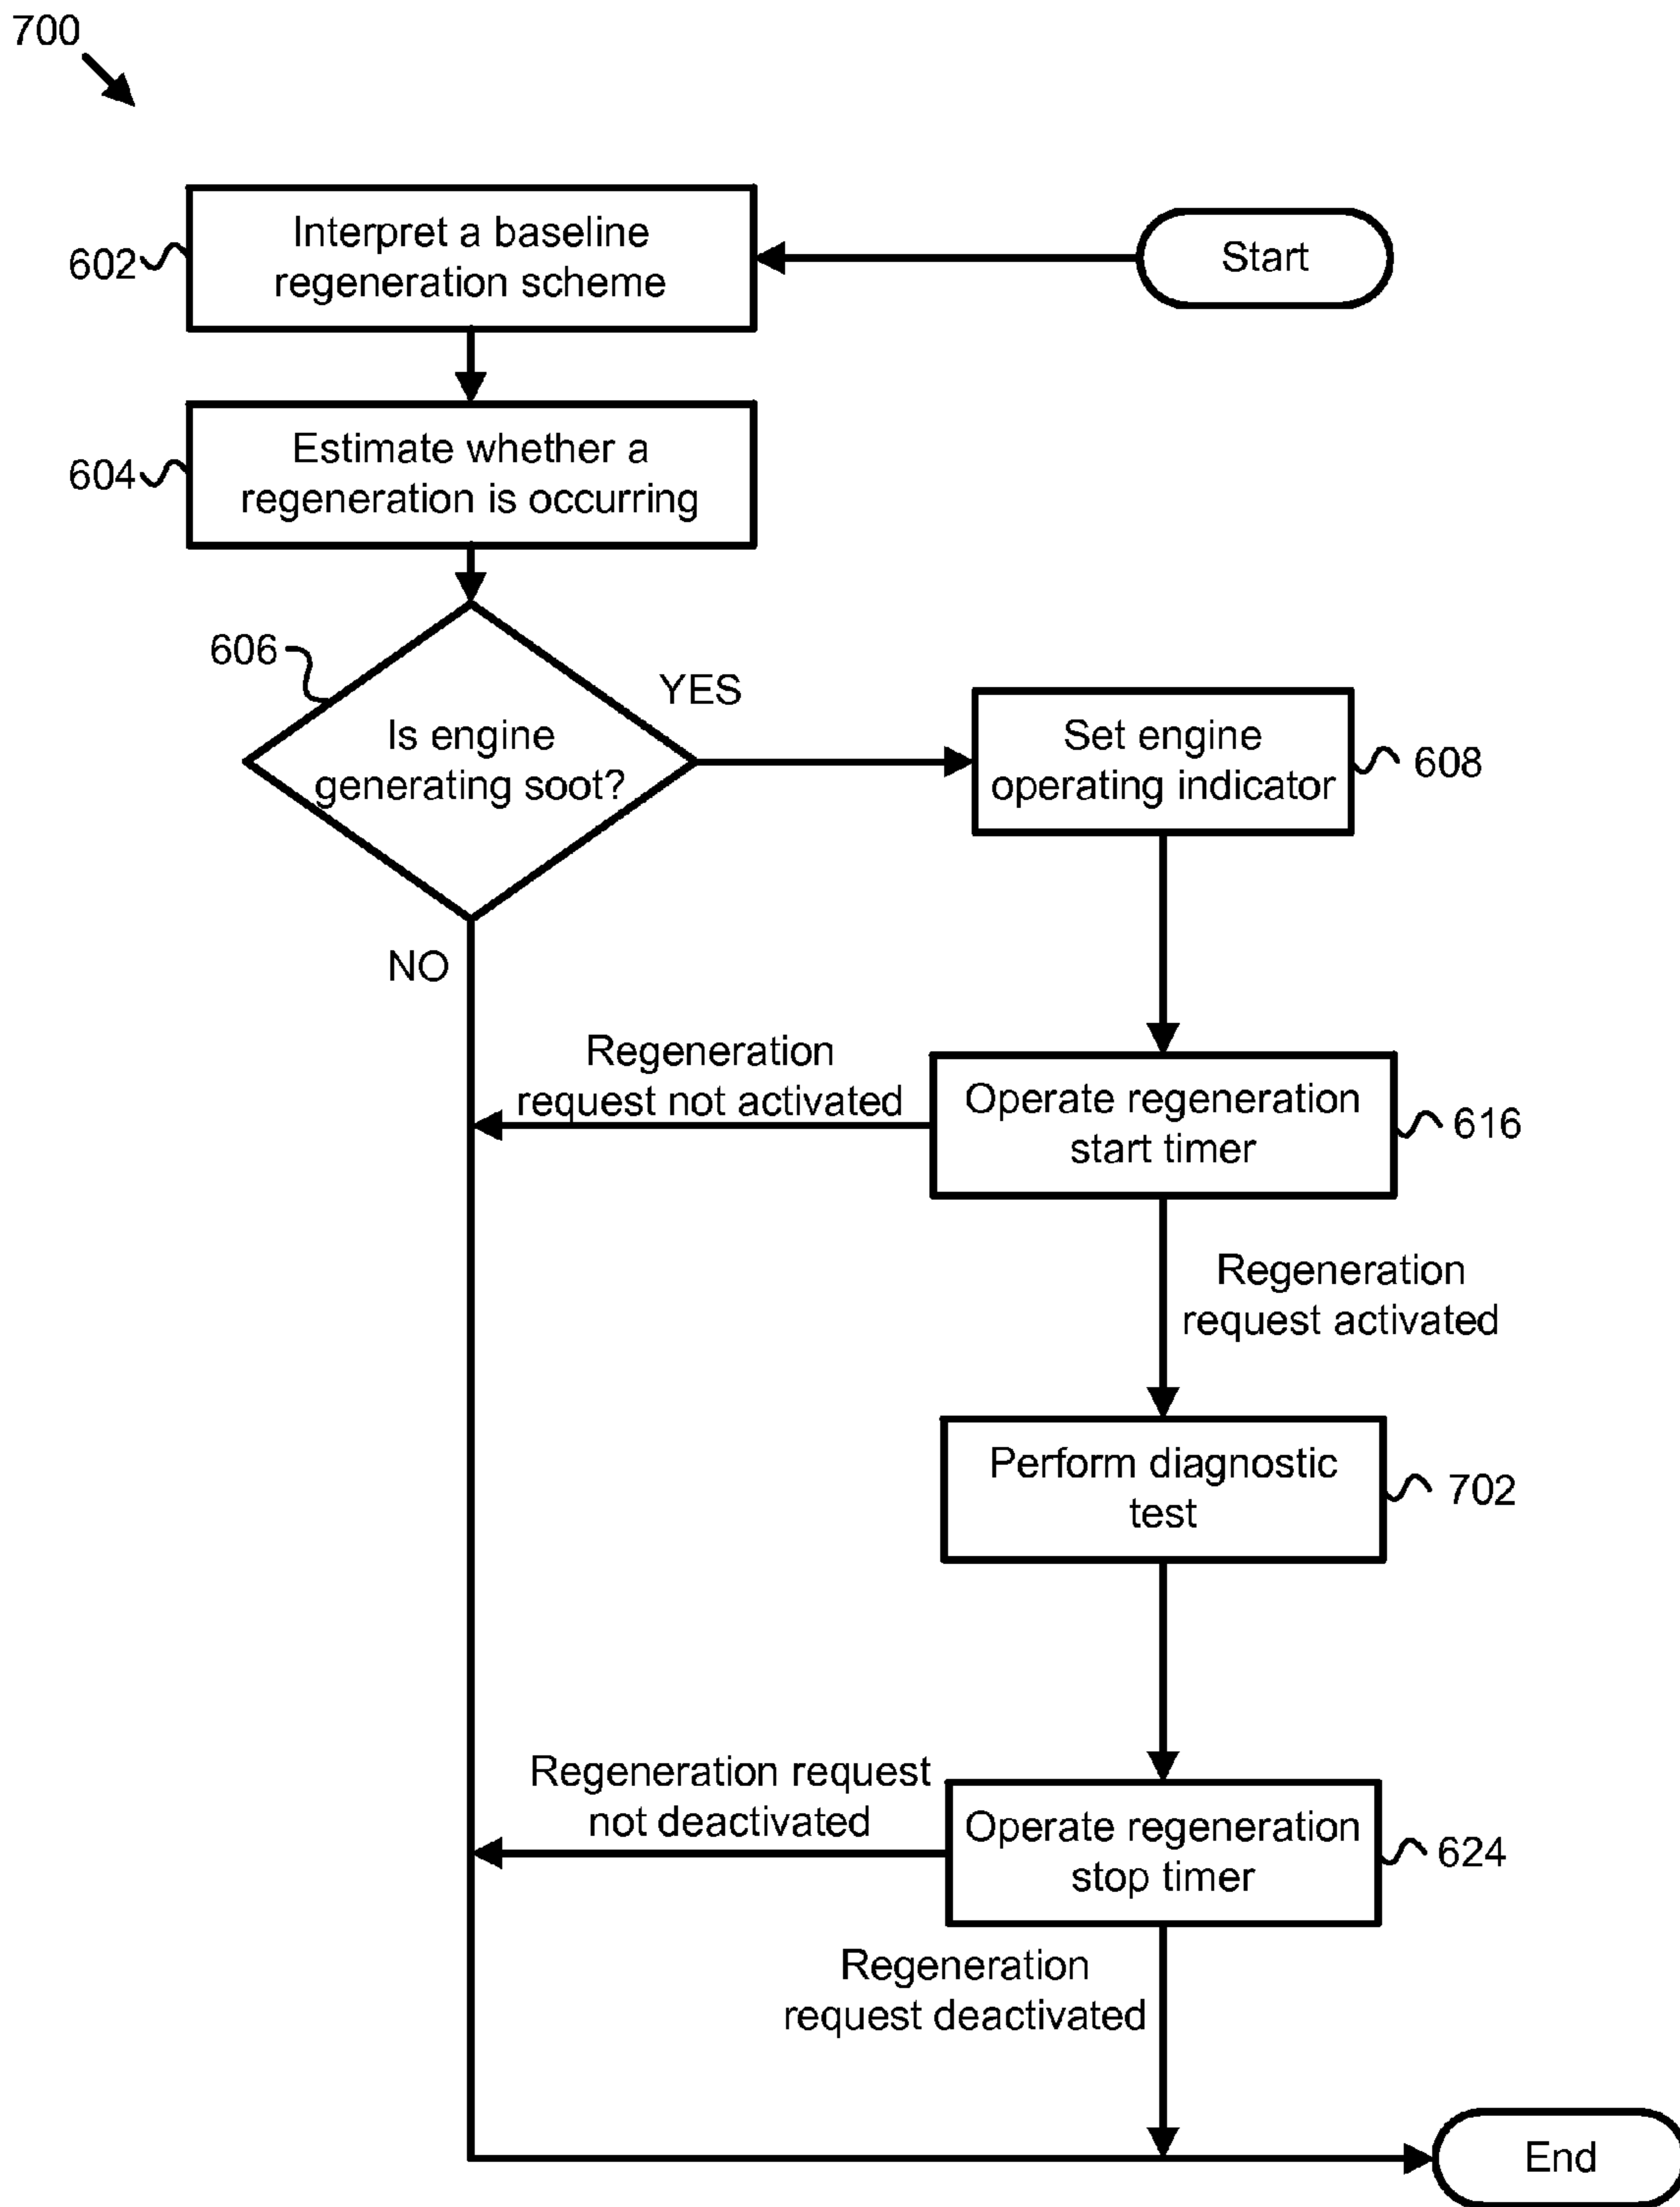 700
Interpret a baseline
regeneration scheme
602
Start
Estimate whether a
regeneration is occurring
604
606
YES
Is engine
generating soot?
Set engine
operating indicator
608
NO
Regeneration
request not activated
Operate regeneration
start timer
616
Regeneration
request activated
Perform diagnostic
test
702
Regeneration request
not deactivated
Operate regeneration
stop timer
624
Regeneration
request deactivated
End